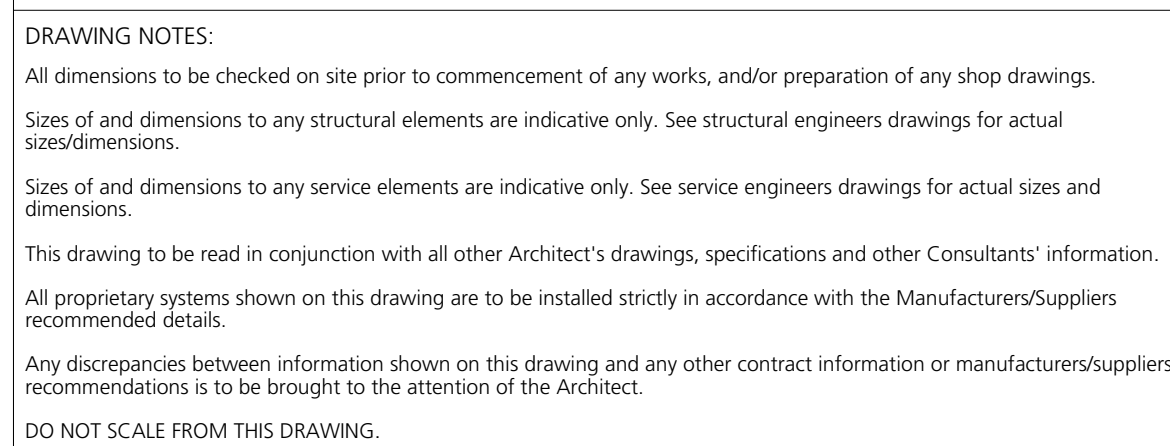 DRAWING NOTES:
All dimensions to be checked on site prior to commencement of any works, and/or preparation of any shop drawings.
Sizes of and dimensions to any structural elements are indicative only. See structural engineers drawings for actual
sizes/dimensions.
Sizes of and dimensions to any service elements are indicative only. See service engineers drawings for actual sizes and
dimensions.
This drawing to be read in conjunction with all other Architect's drawings, specifications and other Consultants' information.
All proprietary systems shown on this drawing are to be installed strictly in accordance with the Manufacturers/Suppliers
recommended details.
Any discrepancies between information shown on this drawing and any other contract information or manufacturers/suppliers
recommendations is to be brought to the attention of the Architect.
DO NOT SCALE FROM THIS DRAWING.